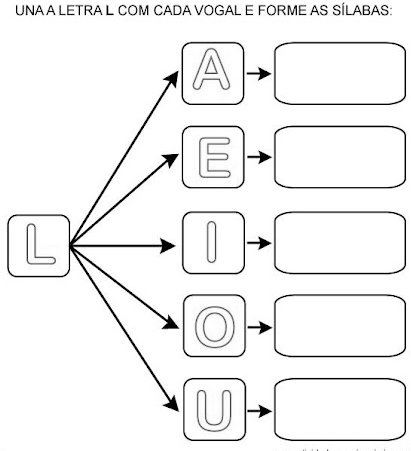 UNA A LETRA L COM CADA VOGAL E FORME AS SÍLABAS:
A
E
L
I
O
U